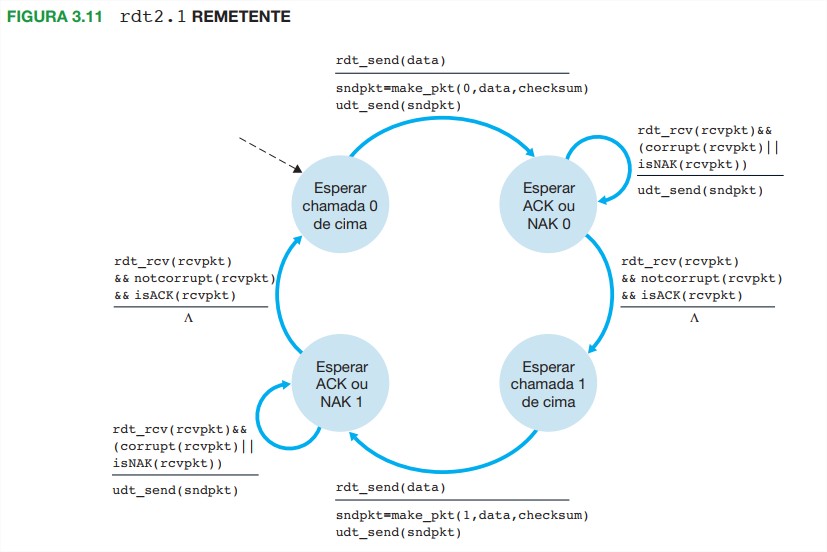 FIGURA 3.11 rdt2.1 REMETENTE
rdt_send(data)
sndpkt=make_pkt(0,data,checksum)
udt_send(sndpkt)
rdt_rcv(rcvpkt)&&
(corrupt(rcvpkt)||
isNAK(rcvpkt))
udt_send(sndpkt)
Esperar
chamada 0
de cima
Esperar
ACK ou
NAK 0
rdt_rcv(rcvpkt)
&& notcorrupt(rcvpkt)
&& isACK(rcvpkt)
Λ
rdt_rcv(rcvpkt)
&& notcorrupt(rcvpkt)
&& isACK(rcvpkt)
Λ
Esperar
ACK ou
NAK 1
Esperar
chamada 1
de cima
rdt_rcv(rcvpkt)&&
(corrupt(rcvpkt)||
isNAK(rcvpkt))
udt_send(sndpkt)
rdt_send(data)
sndpkt=make_pkt(1,data,checksum)
udt_send(sndpkt)